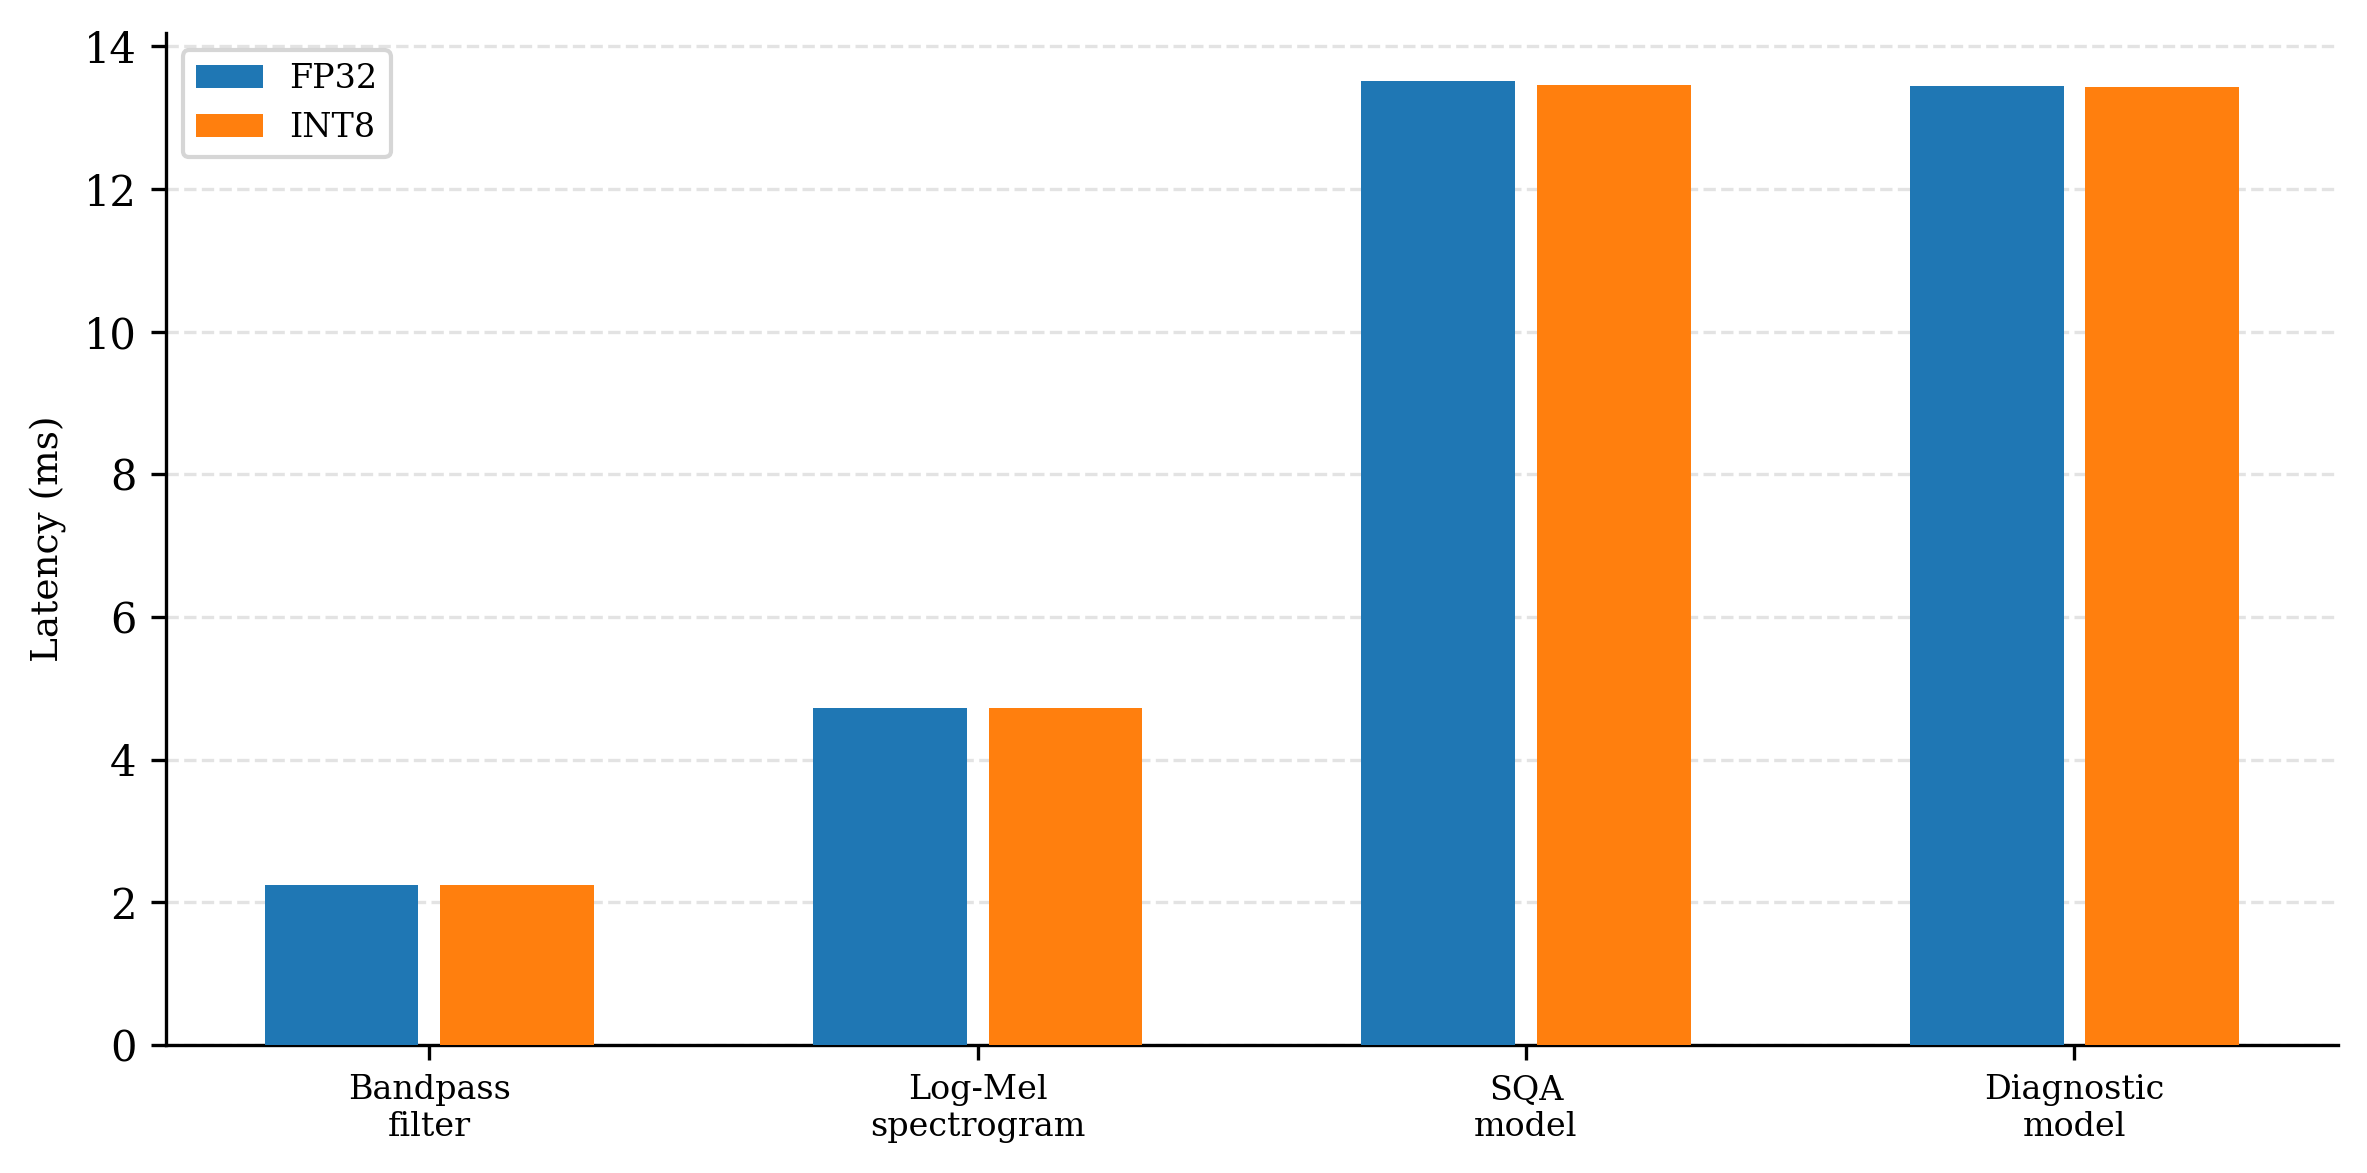 14
12
10
8
6
4
2
0
Latency (ms)
FP32
INT8
Bandpass
filter
Log-Mel
spectrogram
SQA
model
Diagnostic
model